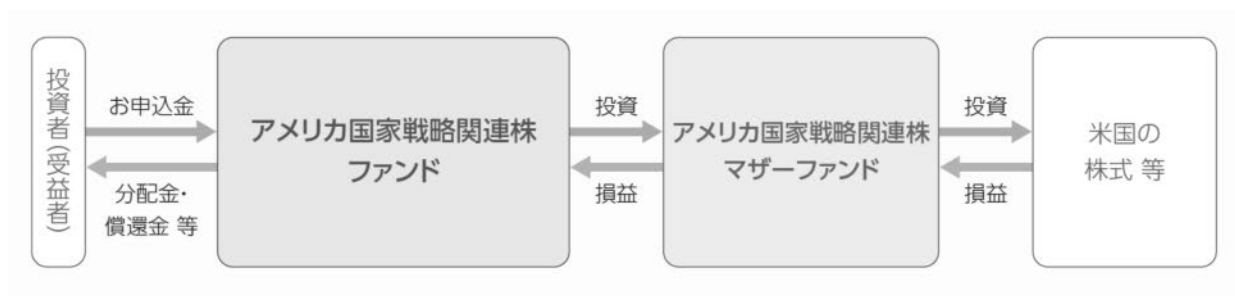 投資者(受益者)
お申込金
分配金・
償還金 等
アメリカ国家戦略関連株
ファンド
投資
損益
アメリカ国家戦略関連株
マザーファンド
投資
損益
米国の
株式 等